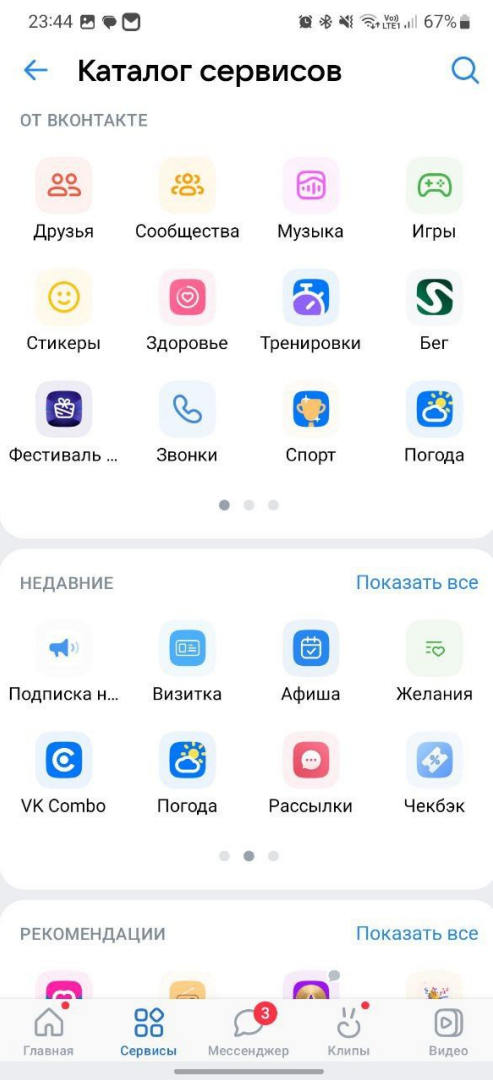 23:44 67%
Каталог сервисов
ОТ ВКОНТАКТЕ
Друзья Сообщества Музыка Игры
Стикеры Здоровье Тренировки Бег
Фестиваль ... Звонки Спорт Погода
НЕДАВНИЕ Показать все
Подписка н... Визитка Афиша Желания
VK Combo Погода Рассылки Чекбэк
РЕКОМЕНДАЦИИ Показать все
3
Главная Сервисы Мессенджер Клипы Видео